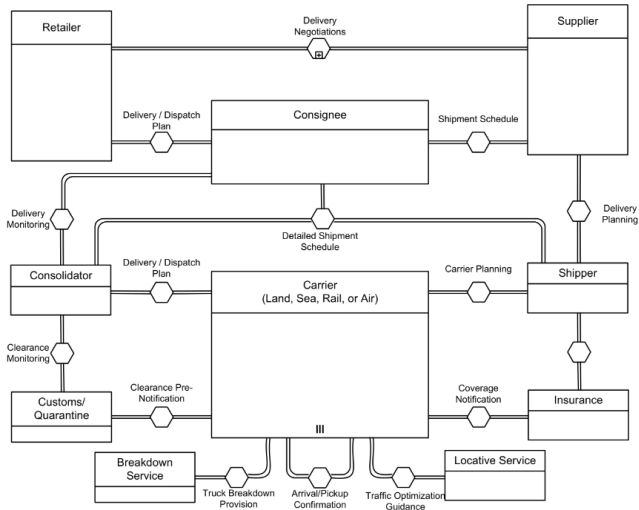 Retailer
Delivery
Negotiations
Supplier
Delivery / Dispatch
Plan
Consignee
Shipment Schedule
Delivery
Monitoring
Detailed Shipment
Schedule
Delivery
Planning
Consolidator
Delivery / Dispatch
Plan
Carrier
(Land, Sea, Rail, or Air)
Carrier Planning
Shipper
Clearance
Monitoring
Customs/
Quarantine
Clearance Pre-
Notification
Coverage
Notification
Insurance
Breakdown
Service
Truck Breakdown
Provision
Arrival/Pickup
Confirmation
Traffic Optimization
Guidance
Locative Service